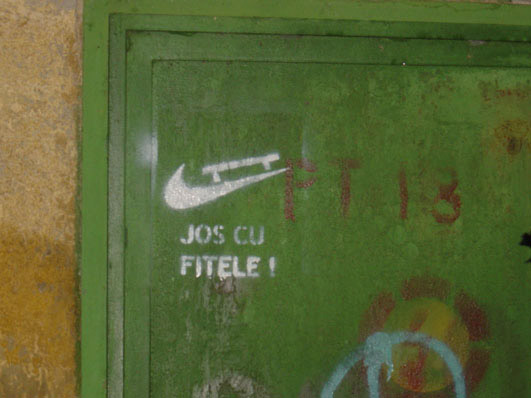 PT 13
JOS CU
FITELE !